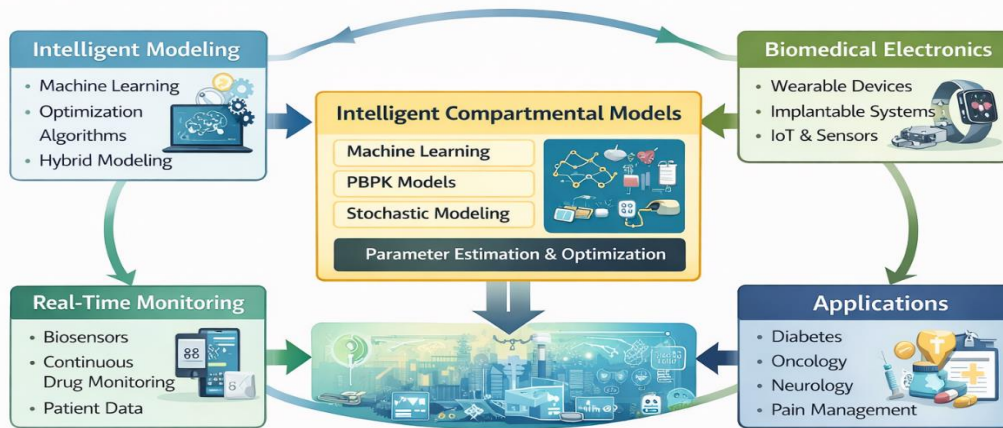 Intelligent Modeling
• Machine Learning
• Optimization
Algorithms
• Hybrid Modeling
Biomedical Electronics
• Wearable Devices
• Implantable Systems
• IoT & Sensors
Intelligent Compartmental Models
Machine Learning
PBPK Models
Stochastic Modeling
Parameter Estimation & Optimization
Real-Time Monitoring
• Biosensors
• Continuous
Drug Monitoring
• Patient Data
88
6
Applications
• Diabetes
• Oncology
• Neurology
• Pain Management